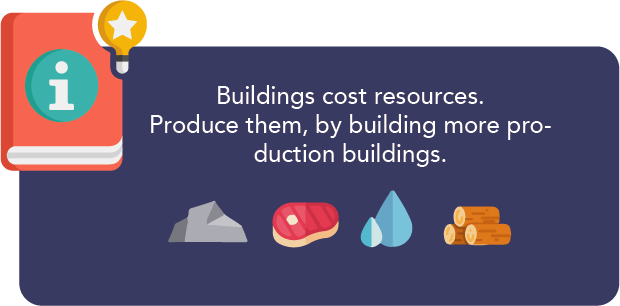 i
Buildings cost resources.
Produce them, by building more pro-
duction buildings.